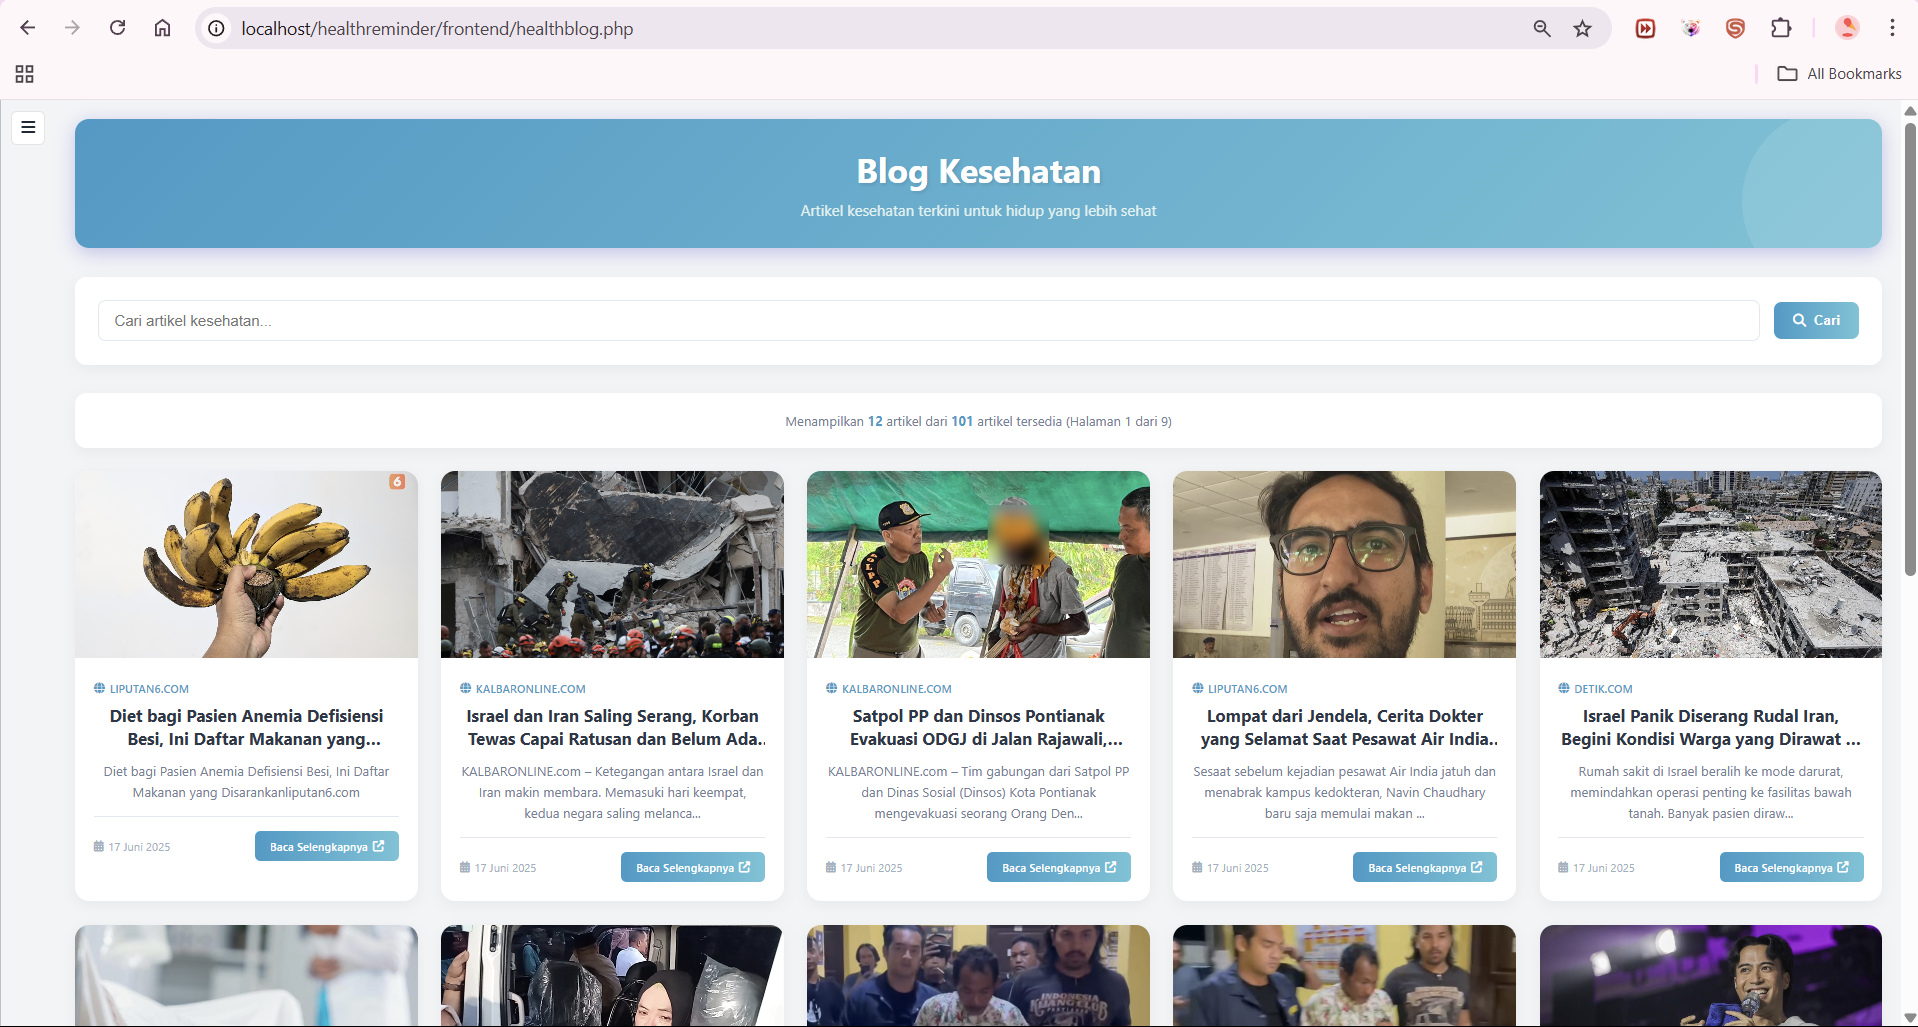 localhost/healthreminder/frontend/healthblog.php
All Bookmarks
Blog Kesehatan
Artikel kesehatan terkini untuk hidup yang lebih sehat
Cari artikel kesehatan...
Cari
Menampilkan 12 artikel dari 101 artikel tersedia (Halaman 1 dari 9)
6
LIPUTAN6.COM
Diet bagi Pasien Anemia Defisiensi
Besi, Ini Daftar Makanan yang...
Diet bagi Pasien Anemia Defisiensi Besi, Ini Daftar
Makanan yang Disarankanliputan6.com
17 Juni 2025
Baca Selengkapnya
KALBARONLINE.COM
Israel dan Iran Saling Serang, Korban
Tewas Capai Ratusan dan Belum Ada..
KALBARONLINE.com – Ketegangan antara Israel dan
Iran makin membara. Memasuki hari keempat,
kedua negara saling melanca...
17 Juni 2025
Baca Selengkapnya
KALBARONLINE.COM
Satpol PP dan Dinsos Pontianak
Evakuasi ODGJ di Jalan Rajawali,...
KALBARONLINE.com – Tim gabungan dari Satpol PP
dan Dinas Sosial (Dinsos) Kota Pontianak
mengevakuasi seorang Orang Den...
17 Juni 2025
Baca Selengkapnya
LIPUTAN6.COM
Lompat dari Jendela, Cerita Dokter
yang Selamat Saat Pesawat Air India..
Sesaat sebelum kejadian pesawat Air India jatuh dan
menabrak kampus kedokteran, Navin Chaudhary
baru saja memulai makan ...
17 Juni 2025
Baca Selengkapnya
DETIK.COM
Israel Panik Diserang Rudal Iran,
Begini Kondisi Warga yang Dirawat ...
Rumah sakit di Israel beralih ke mode darurat,
memindahkan operasi penting ke fasilitas bawah
tanah. Banyak pasien diraw...
17 Juni 2025
Baca Selengkapnya
INDONESIA